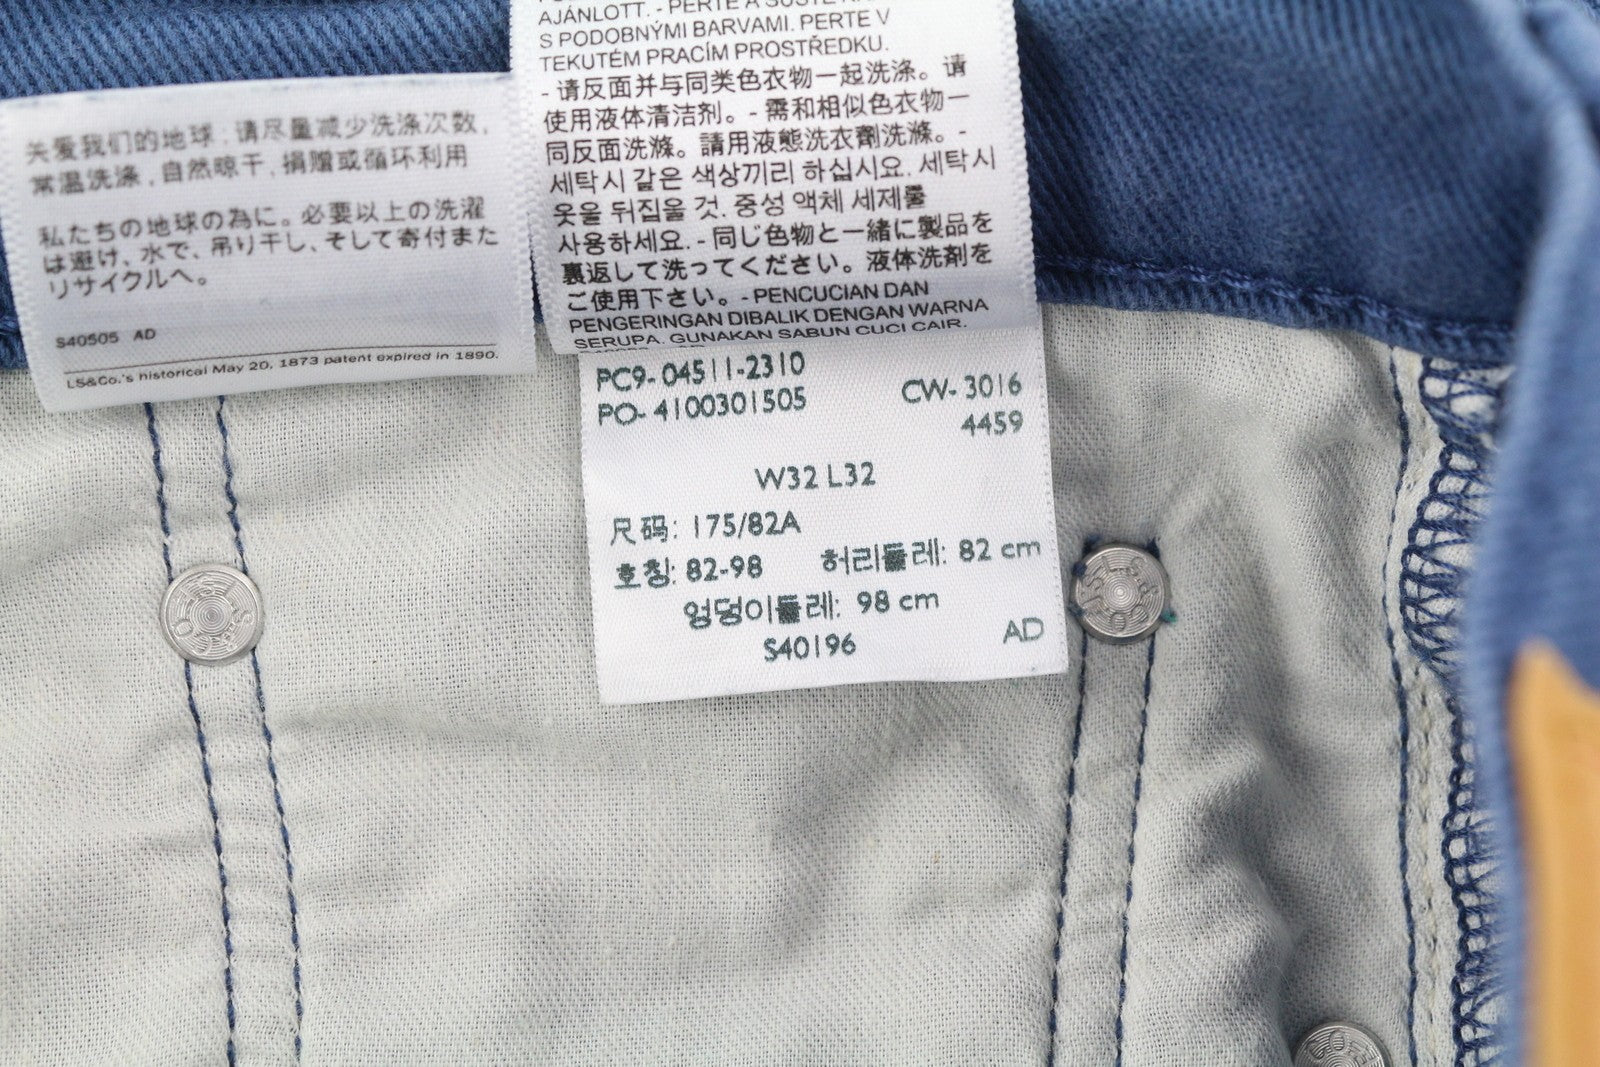 关爱我们的地球：请尽量减少洗涤次数，
常温洗涤，自然晾干，捐赠或循环利用
私たちの地球の為に。必要以上の洗濯
は避け、水で、吊り干し、そして寄付また
はリサイクルへ。
S40505 AD
LS&Co.'s historical May 20, 1873 patent expired in 1890.
AJÁNLOTT. - PERTE A SUŠTE
S PODOBNÝMI BARVAMI. PERTE V
TEKUTÉM PRACÍM PROSTŘEDKU.
- 请反面并与同类色衣物一起洗涤。请
使用液体清洁剂。- 需和相似色衣物一
同反面洗滌。請用液態洗衣劑洗滌。-
세탁시 같은 색상끼리 하십시요. 세탁시
옷을 뒤집을 것. 중성 액체 세제를
사용하세요. - 同じ色物と一緒に製品を
裏返して洗ってください。液体洗剤を
ご使用下さい。- PENCUCIAN DAN
PENGERINGAN DIBALIK DENGAN WARNA
SERUPA. GUNAKAN SABUN CUCI CAIR.
PC9- 04511-2310
PO- 4100301505
CW- 3016
4459
W32 L32
尺码: 175/82A
호칭: 82-98 허리둘레: 82 cm
엉덩이둘레: 98 cm
S40196
AD